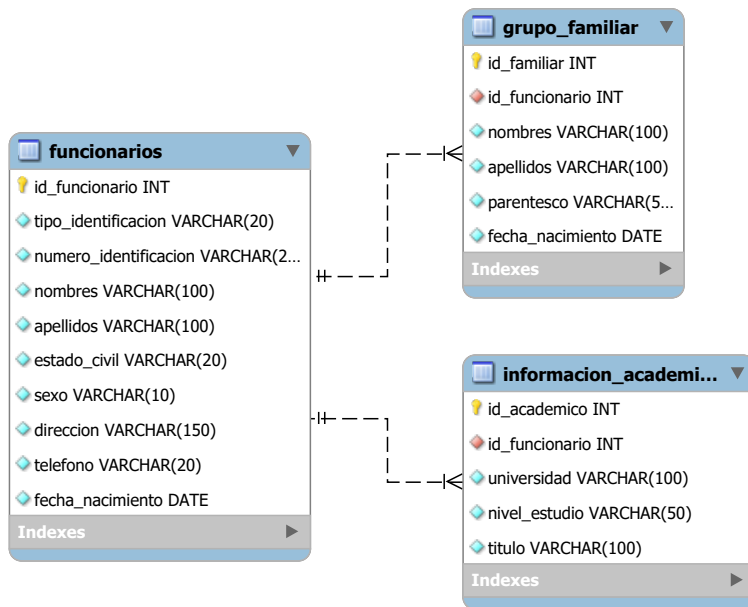 funcionarios
id_funcionario INT
tipo_identificacion VARCHAR(20)
numero_identificacion VARCHAR(2...
nombres VARCHAR(100)
apellidos VARCHAR(100)
estado_civil VARCHAR(20)
sexo VARCHAR(10)
direccion VARCHAR(150)
telefono VARCHAR(20)
fecha_nacimiento DATE
Indexes
grupo_familiar
id_familiar INT
id_funcionario INT
nombres VARCHAR(100)
apellidos VARCHAR(100)
parentesco VARCHAR(5...
fecha_nacimiento DATE
Indexes
informacion_academi...
id_academico INT
id_funcionario INT
universidad VARCHAR(100)
nivel_estudio VARCHAR(50)
titulo VARCHAR(100)
Indexes